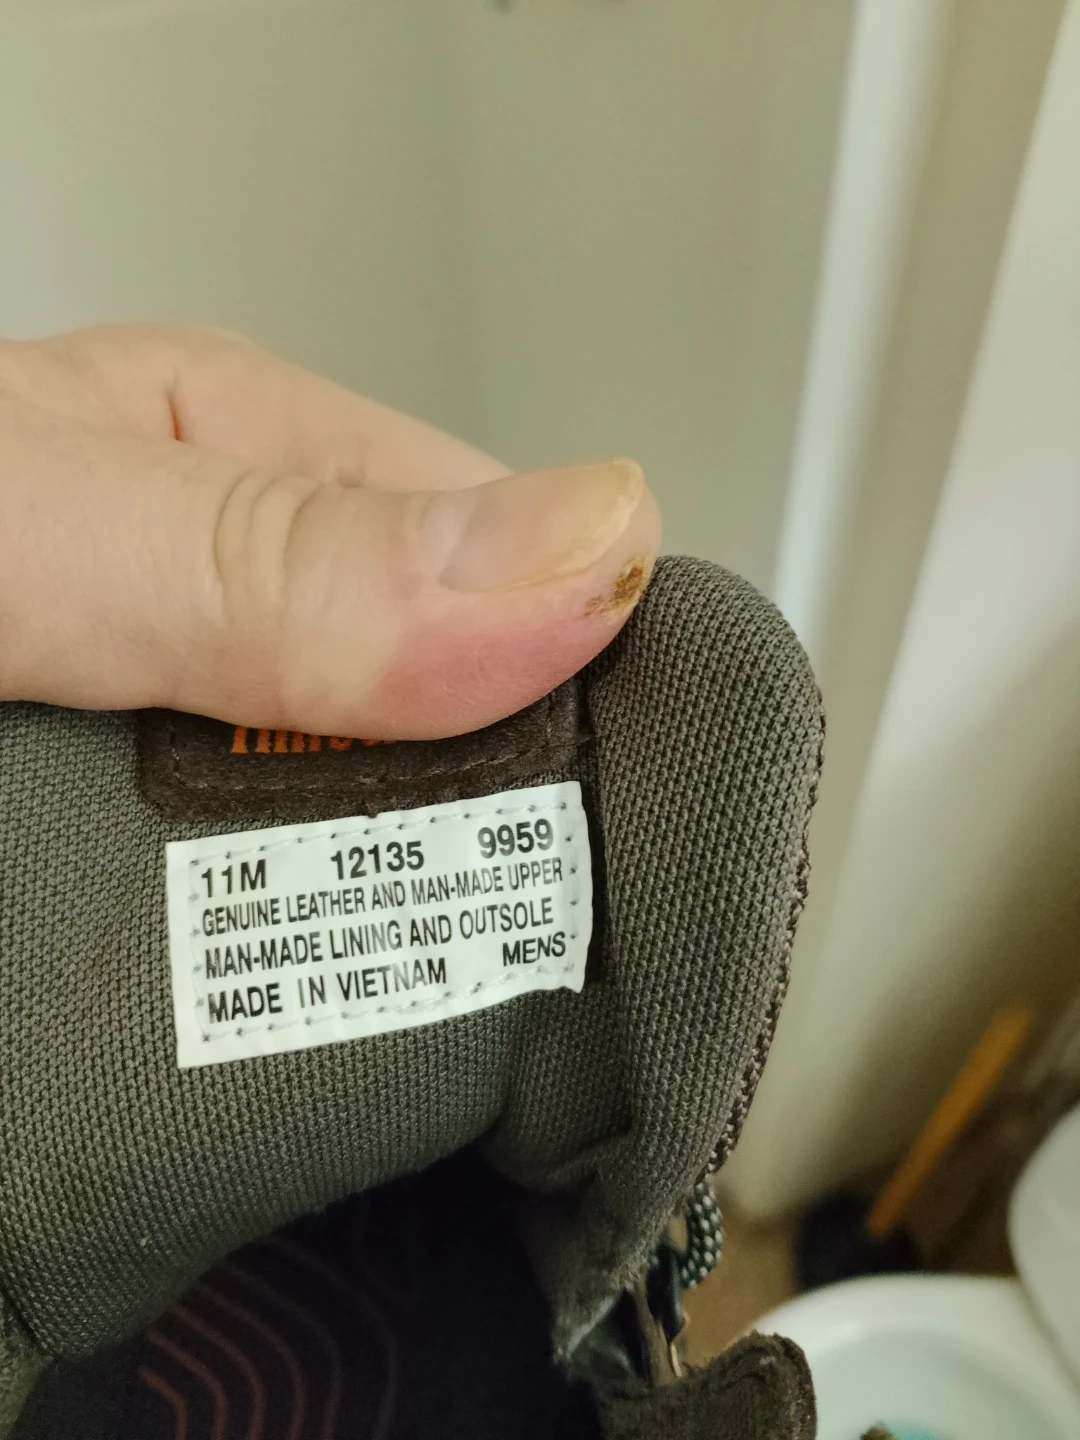 11M 12135 9959
GENUINE LEATHER AND MAN-MADE UPPER
MAN-MADE LINING AND OUTSOLE
MADE IN VIETNAM MENS